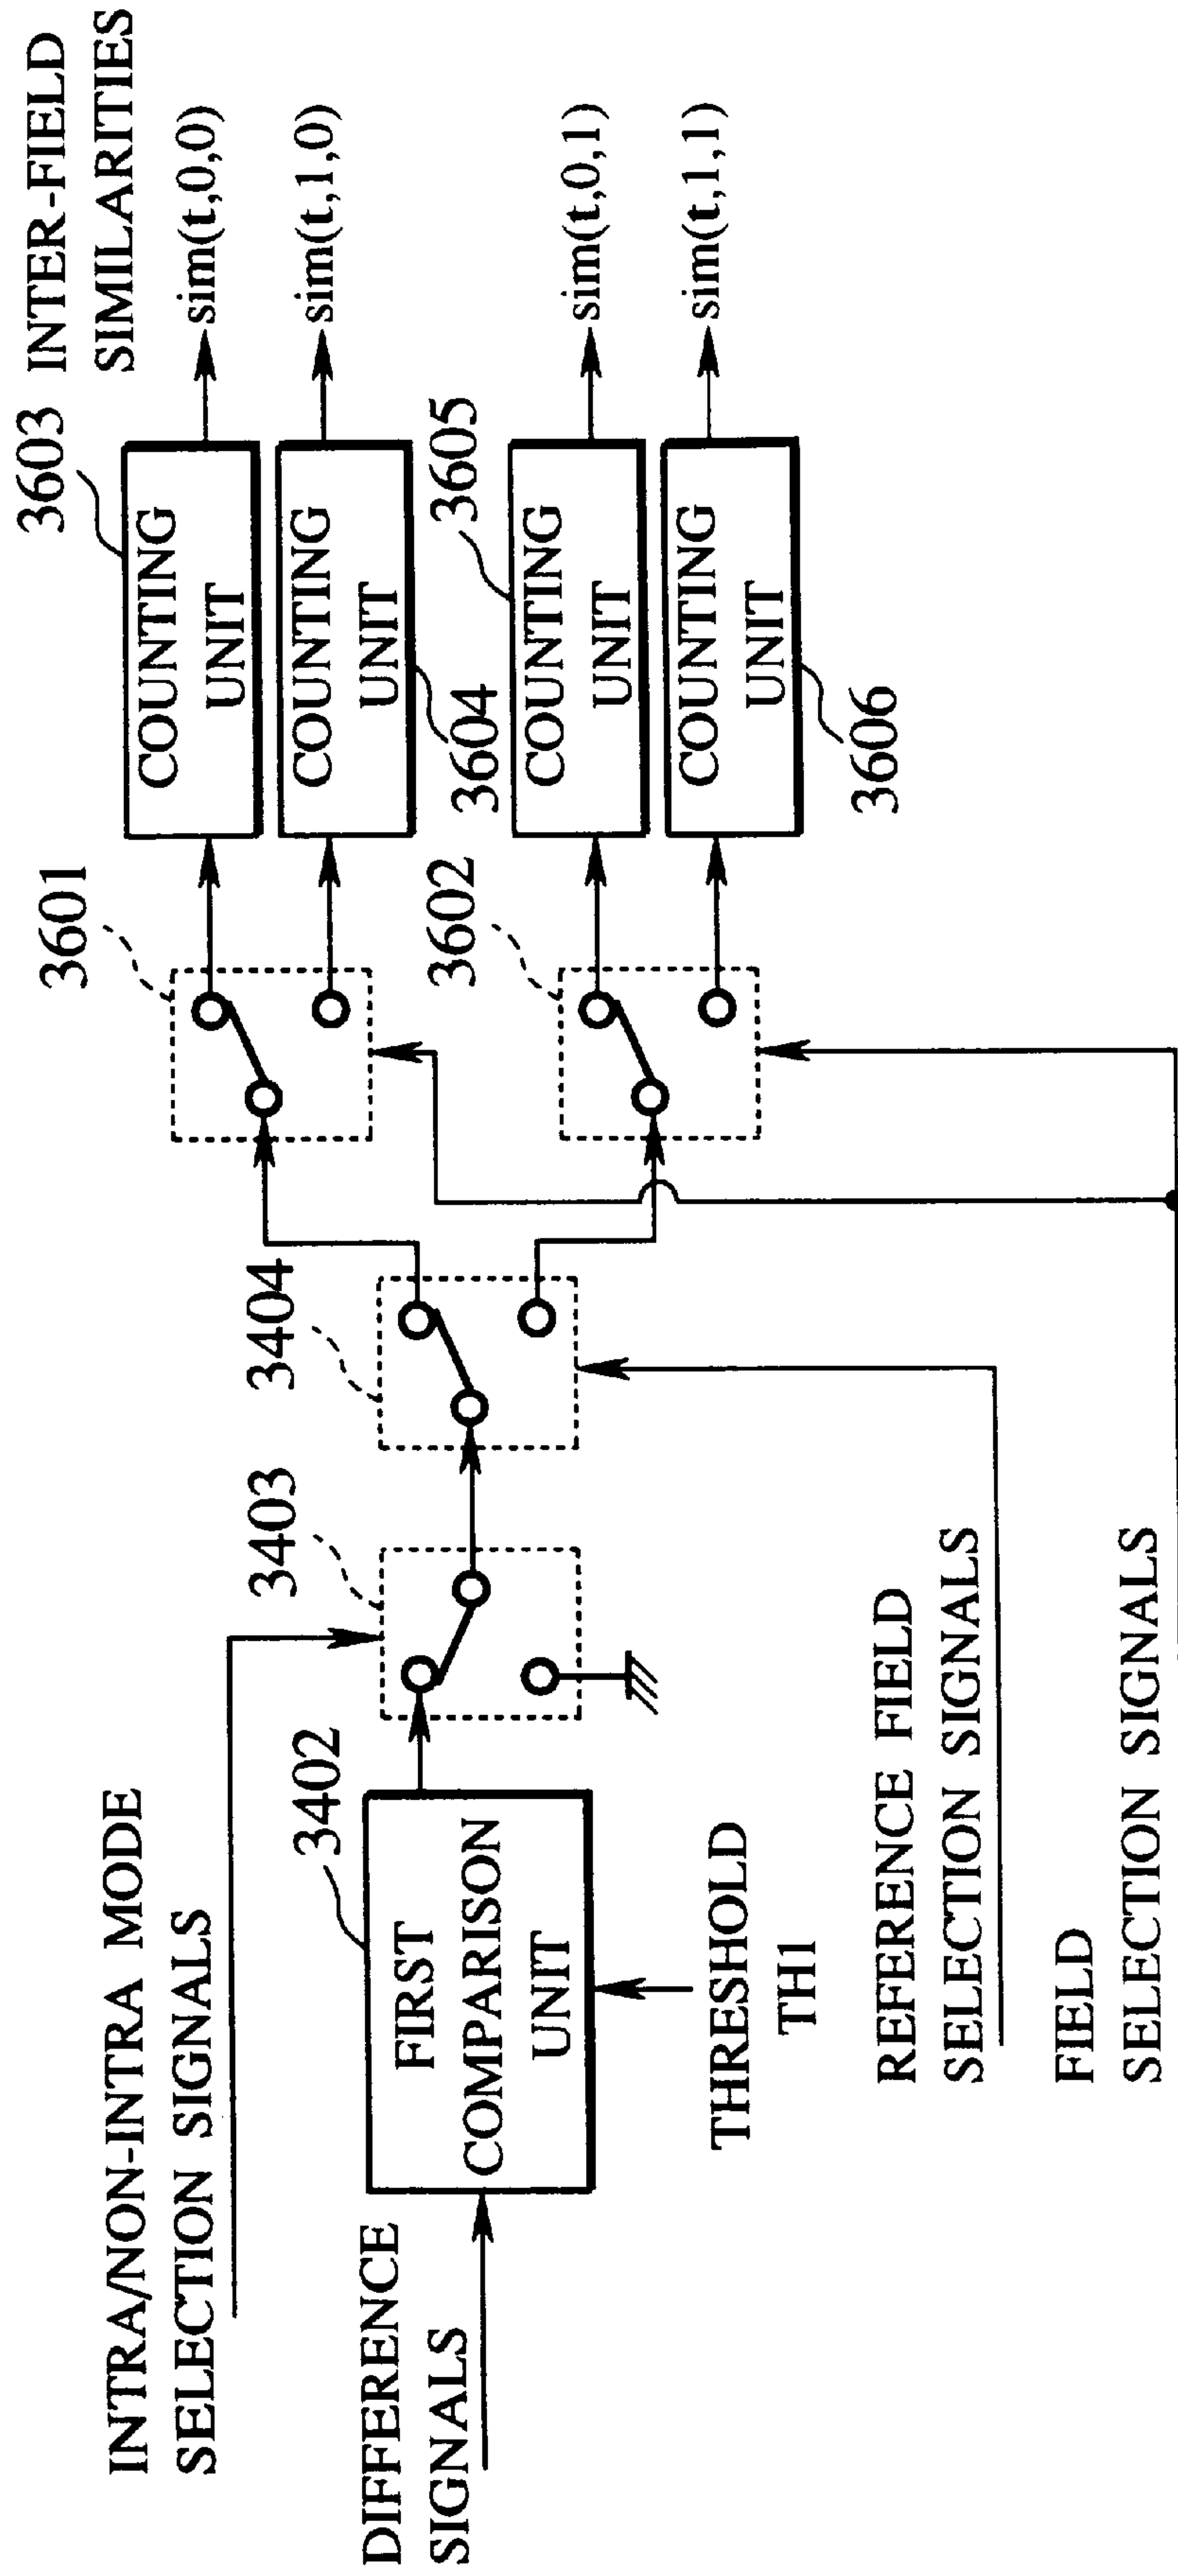 INTRA/NON-INTRA MODE
SELECTION SIGNALS
DIFFERENCE
SIGNALS
3402
FIRST
COMPARISON
UNIT
THRESHOLD
TH1
REFERENCE FIELD
SELECTION SIGNALS
FIELD
SELECTION SIGNALS
3403
3404
3601
3602
3603
COUNTING
UNIT
COUNTING
UNIT
3604
3605
COUNTING
UNIT
COUNTING
UNIT
3606
INTER-FIELD
SIMILARITIES
sim(t,0,0)
sim(t,1,0)
sim(t,0,1)
sim(t,1,1)